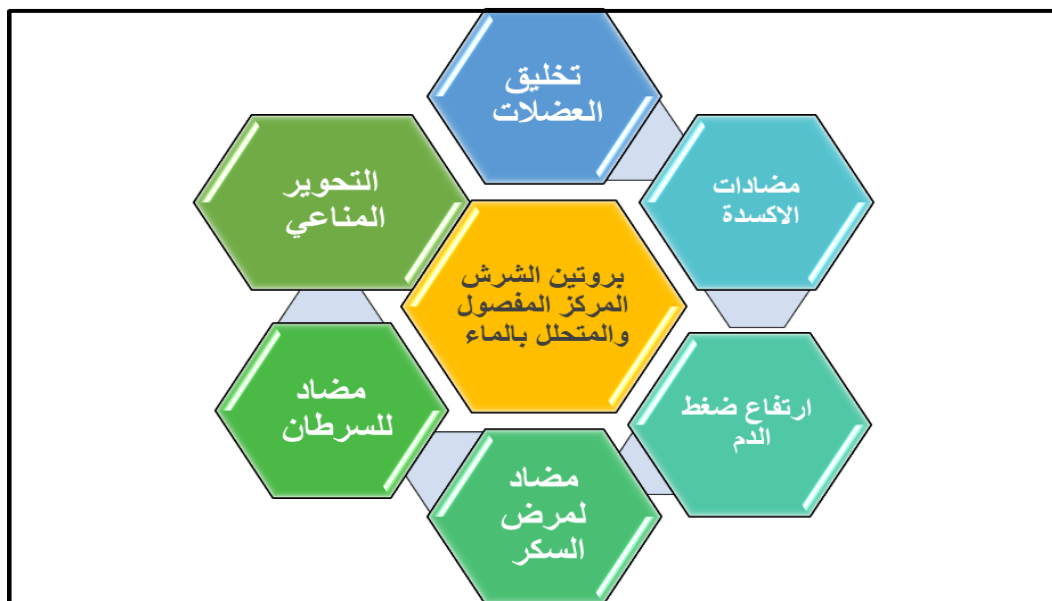 تخليق
العضلات
مضادات
الاكسدة
ارتفاع ضغط
الدم
مضاد
لمرض
السكر
مضاد
للسرطان
التحوير
المناعي
بروتين الشرش
المركز المفصول
والمتحلل بالماء